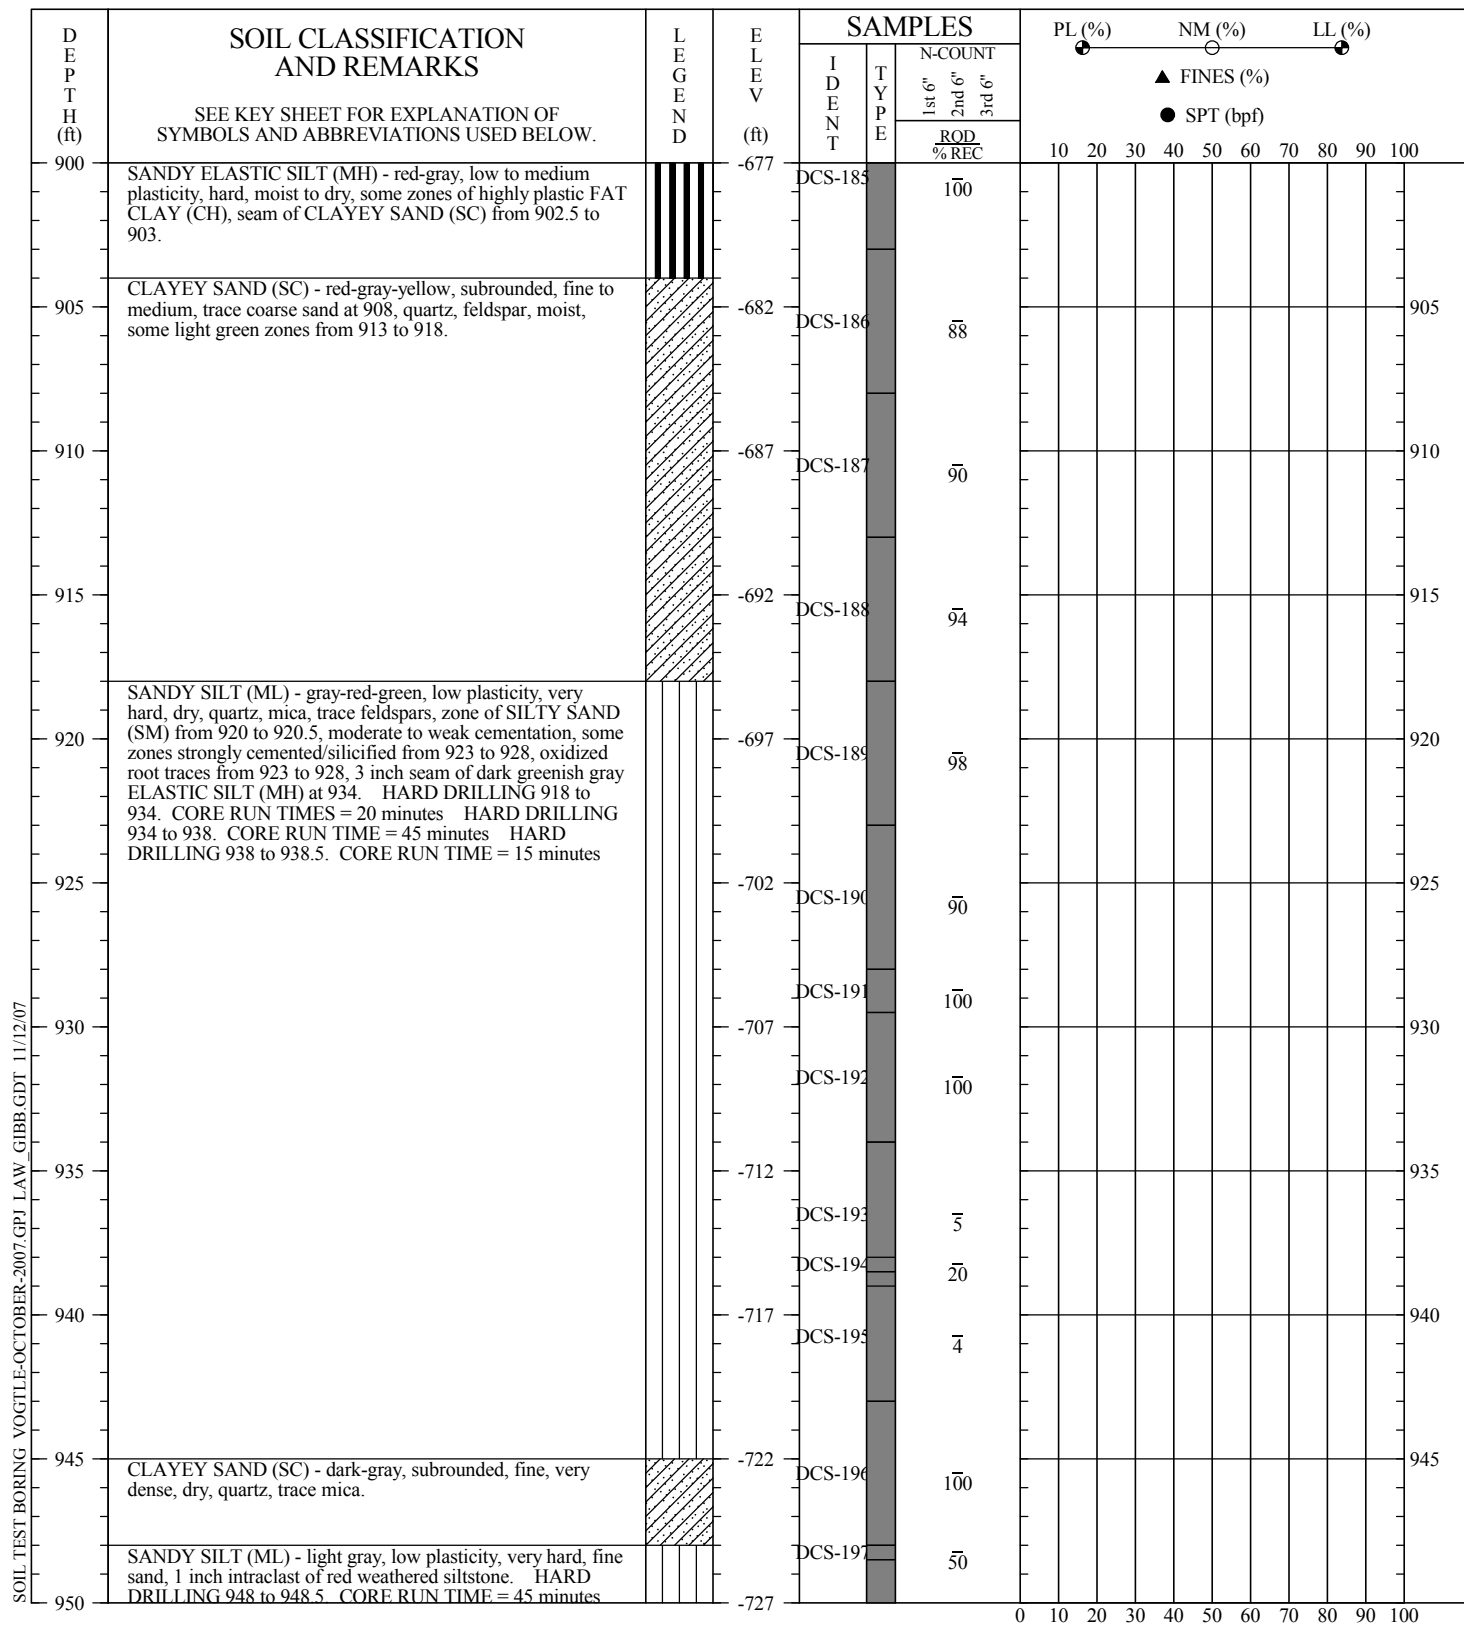 DEPTH (ft)
SOIL CLASSIFICATION
AND REMARKS
SEE KEY SHEET FOR EXPLANATION OF
SYMBOLS AND ABBREVIATIONS USED BELOW.
LEGEND
ELEV (ft)
SAMPLES
IDENT
TYPE
N-COUNT
1st 6"
2nd 6"
3rd 6"
RQD
% REC
PL (%) NM (%) LL (%)
▲ FINES (%)
● SPT (bpf)
10 20 30 40 50 60 70 80 90 100
900
SANDY ELASTIC SILT (MH) - red-gray, low to medium
plasticity, hard, moist to dry, some zones of highly plastic FAT
CLAY (CH), seam of CLAYEY SAND (SC) from 902.5 to
903.
-677
DCS-185
100
CLAYEY SAND (SC) - red-gray-yellow, subrounded, fine to
medium, trace coarse sand at 908, quartz, feldspar, moist,
some light green zones from 913 to 918.
905
-682
DCS-186
88
905
910
-687
DCS-187
90
910
915
-692
DCS-188
94
915
SANDY SILT (ML) - gray-red-green, low plasticity, very
hard, dry, quartz, mica, trace feldspars, zone of SILTY SAND
(SM) from 920 to 920.5, moderate to weak cementation, some
zones strongly cemented/silicified from 923 to 928, oxidized
root traces from 923 to 928, 3 inch seam of dark greenish gray
ELASTIC SILT (MH) at 934. HARD DRILLING 918 to
934. CORE RUN TIMES = 20 minutes HARD DRILLING
934 to 938. CORE RUN TIME = 45 minutes HARD
DRILLING 938 to 938.5. CORE RUN TIME = 15 minutes
920
-697
DCS-189
98
920
925
-702
DCS-190
90
925
DCS-191
100
930
-707
930
DCS-192
100
935
-712
935
DCS-193
5
DCS-194
20
940
-717
940
DCS-195
4
945
-722
945
CLAYEY SAND (SC) - dark-gray, subrounded, fine, very
dense, dry, quartz, trace mica.
DCS-196
100
SANDY SILT (ML) - light gray, low plasticity, very hard, fine
sand, 1 inch intraclast of red weathered siltstone. HARD
DRILLING 948 to 948.5. CORE RUN TIME = 45 minutes
DCS-197
50
950
-727
0 10 20 30 40 50 60 70 80 90 100
SOIL TEST BORING VOGTLE-OCTOBER-2007.GPJ LAW_GIBB.GDT 11/12/07